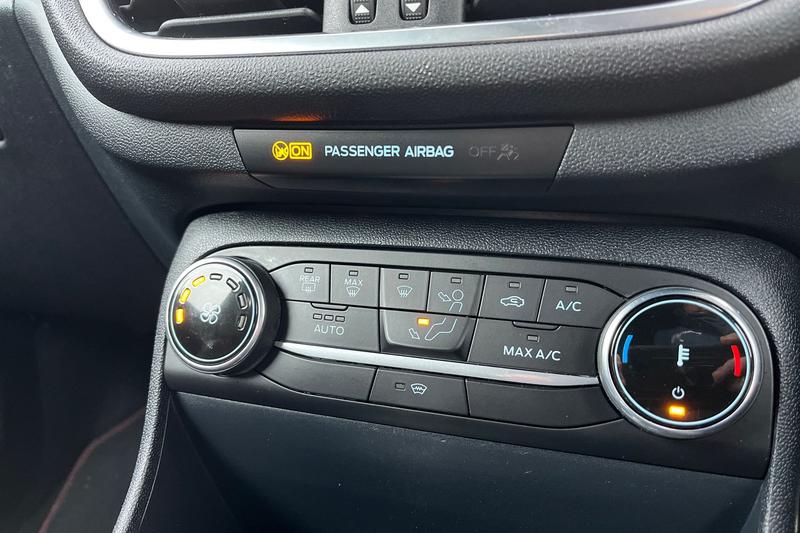 ON PASSENGER AIRBAG OFF
REAR MAX A/C
AUTO MAX A/C